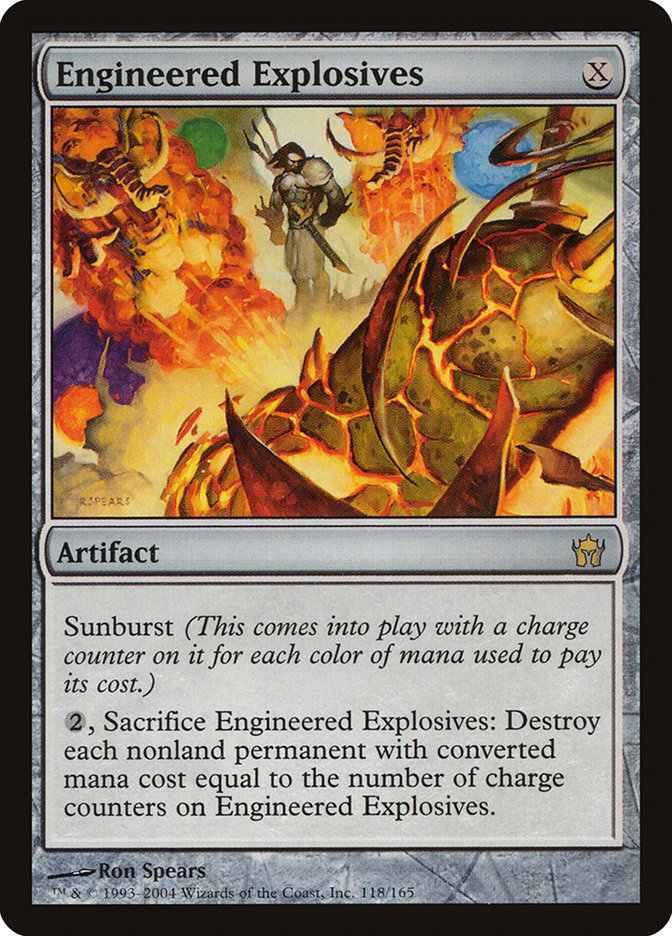 Engineered Explosives X
R.SPEARS
Artifact
Sunburst (This comes into play with a charge
counter on it for each color of mana used to pay
its cost.)
2, Sacrifice Engineered Explosives: Destroy
each nonland permanent with converted
mana cost equal to the number of charge
counters on Engineered Explosives.
Ron Spears
™ & © 1993–2004 Wizards of the Coast, Inc. 118/165